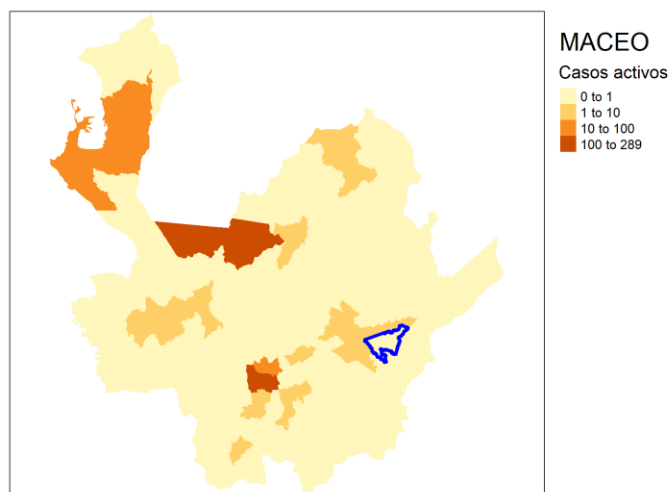 MACEO
Casos activos
0 to 1
1 to 10
10 to 100
100 to 289